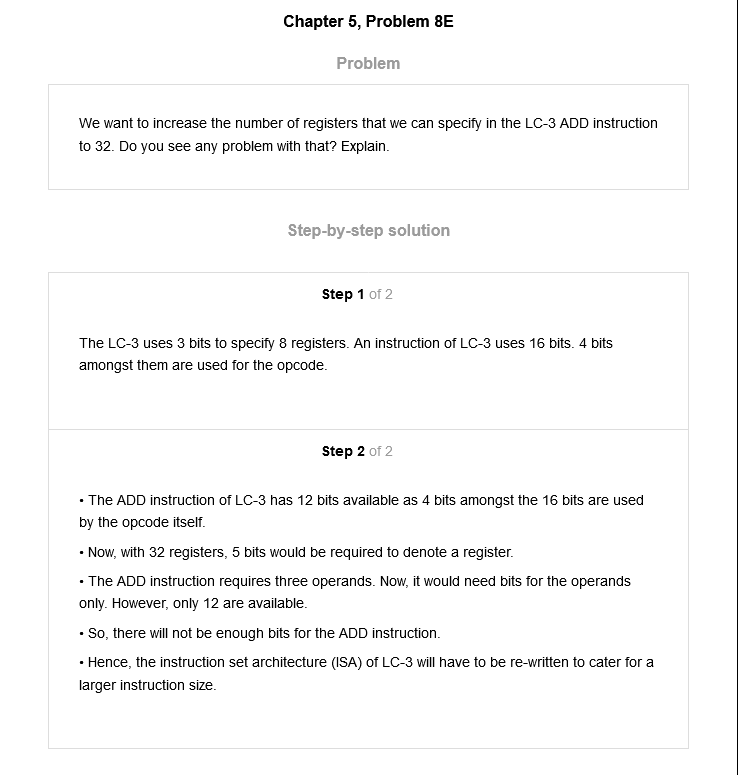 Chapter 5, Problem 8E
Problem
We want to increase the number of registers that we can specify in the LC-3 ADD instruction
to 32. Do you see any problem with that? Explain.
Step-by-step solution
Step 1 of 2
The LC-3 uses 3 bits to specify 8 registers. An instruction of LC-3 uses 16 bits. 4 bits
amongst them are used for the opcode.
Step 2 of 2
• The ADD instruction of LC-3 has 12 bits available as 4 bits amongst the 16 bits are used
by the opcode itself.
• Now, with 32 registers, 5 bits would be required to denote a register.
• The ADD instruction requires three operands. Now, it would need bits for the operands
only. However, only 12 are available.
• So, there will not be enough bits for the ADD instruction.
• Hence, the instruction set architecture (ISA) of LC-3 will have to be re-written to cater for a
larger instruction size.